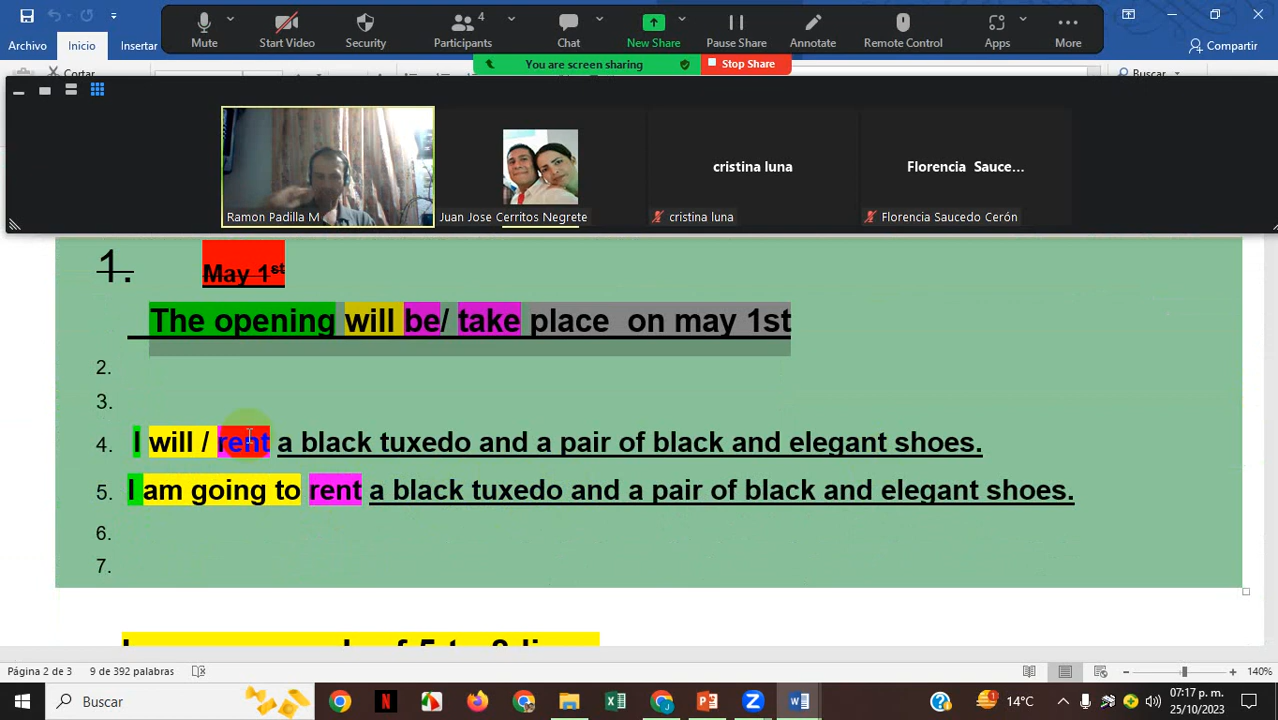 4
Mute
Start Video
Security
Participants
Chat
New Share
Pause Share
Annotate
Remote Control
Apps
More
Archivo Inicio Insertar
Compartir
You are screen sharing
Stop Share
Cortar
Buscar
cristina luna
Florencia Sauce...
Ramon Padilla M
Juan Jose Cerritos Negrete
cristina luna
Florencia Saucedo Cerón
1. May 1st
The opening will be/ take place on may 1st
2.
3.
4. I will / rent a black tuxedo and a pair of black and elegant shoes.
5. I am going to rent a black tuxedo and a pair of black and elegant shoes.
6.
7.
Página 2 de 3 9 de 392 palabras
140%
Buscar
14°C
07:17 p. m.
25/10/2023